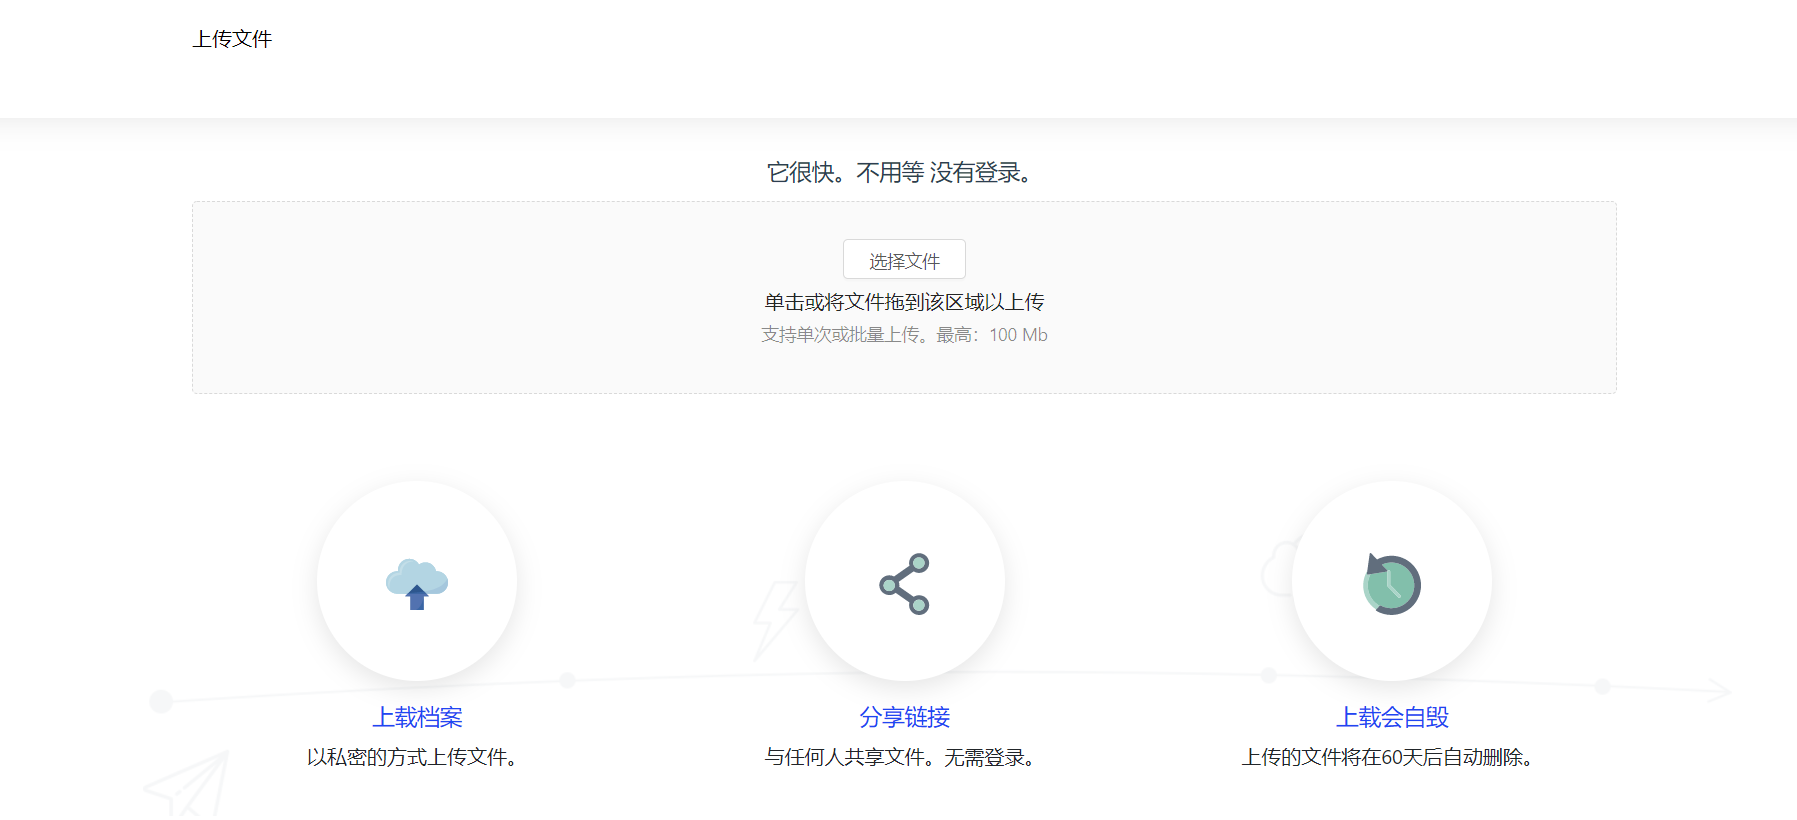 上传文件
它很快。不用等 没有登录。
选择文件
单击或将文件拖到该区域以上传
支持单次或批量上传。最高：100 Mb
上载档案
以私密的方式上传文件。
分享链接
与任何人共享文件。无需登录。
上载会自毁
上传的文件将在60天后自动删除。